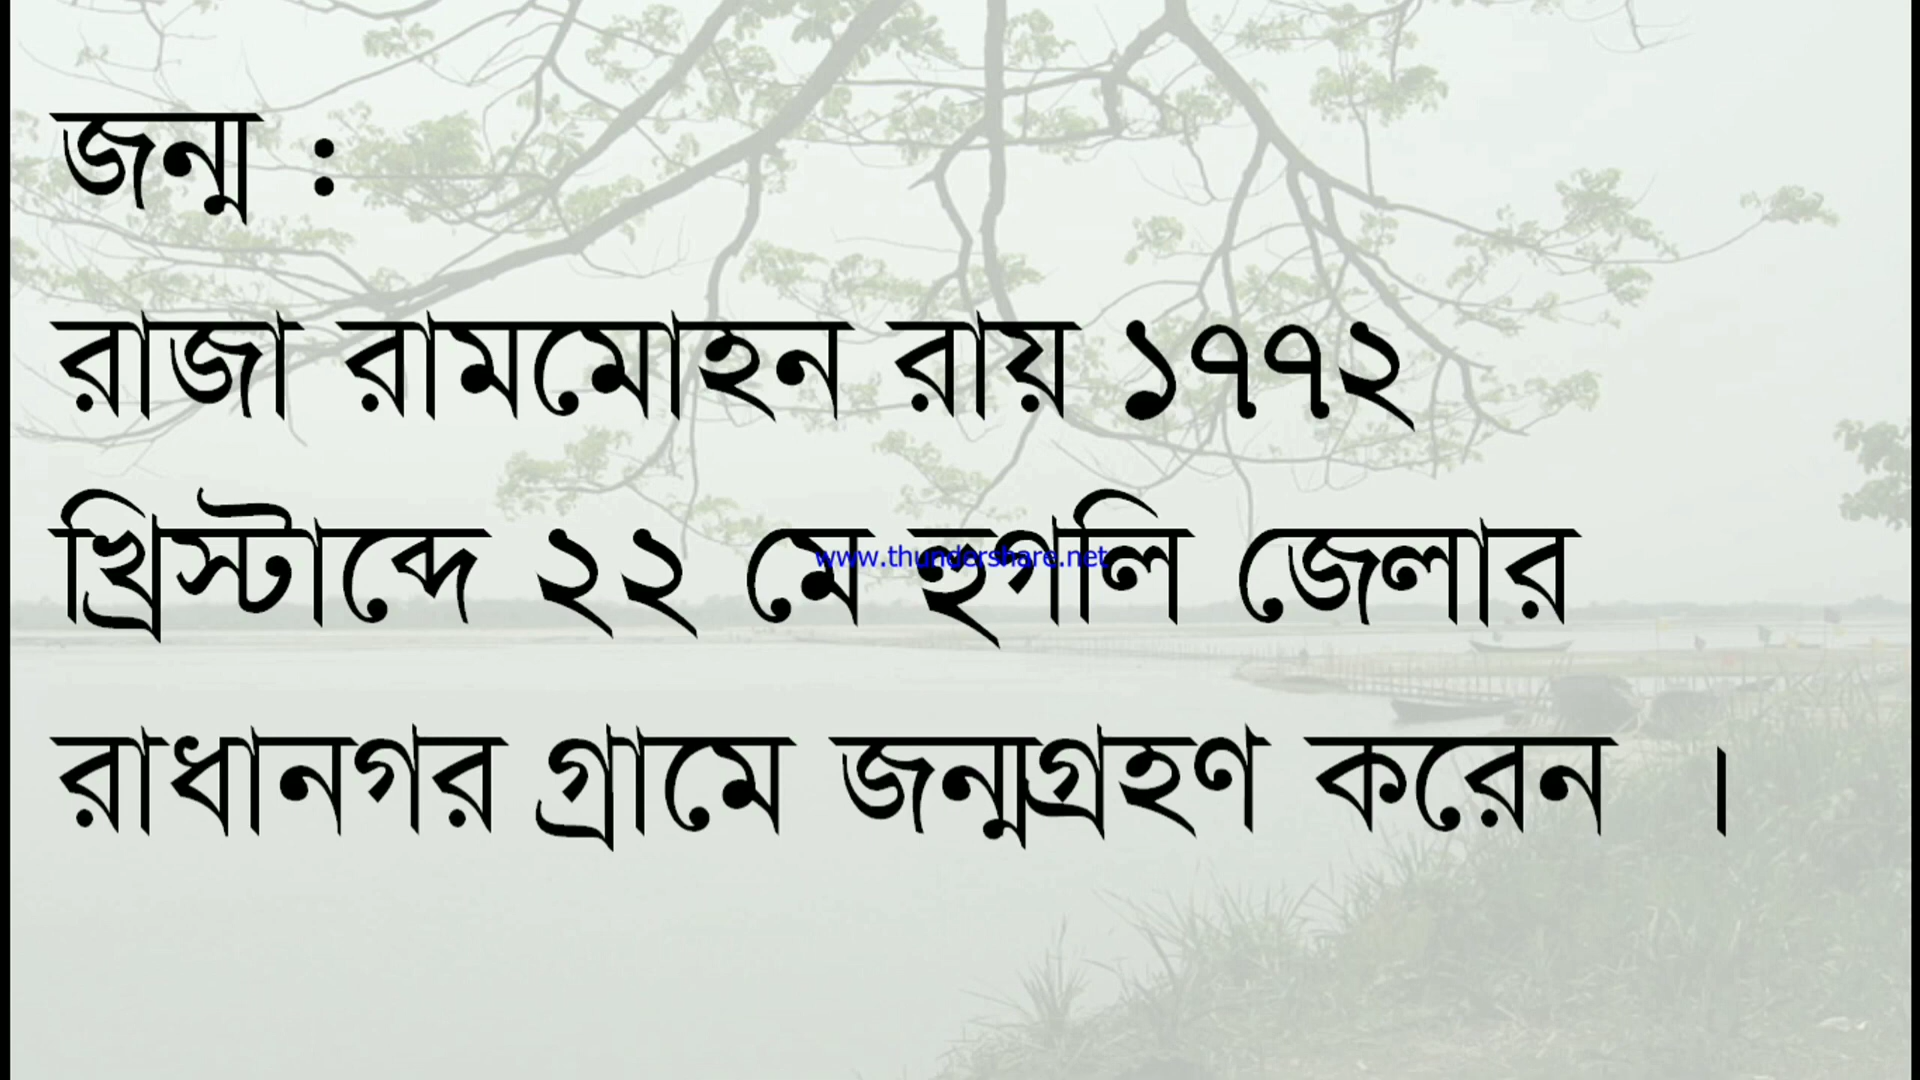 জন্ম :
রাজা রামমোহন রায় ১৭৭২
খ্রিস্টাব্দে ২২ মে হুগলি জেলার
www.thundershare.net
রাধানগর গ্রামে জন্মগ্রহণ করেন ।